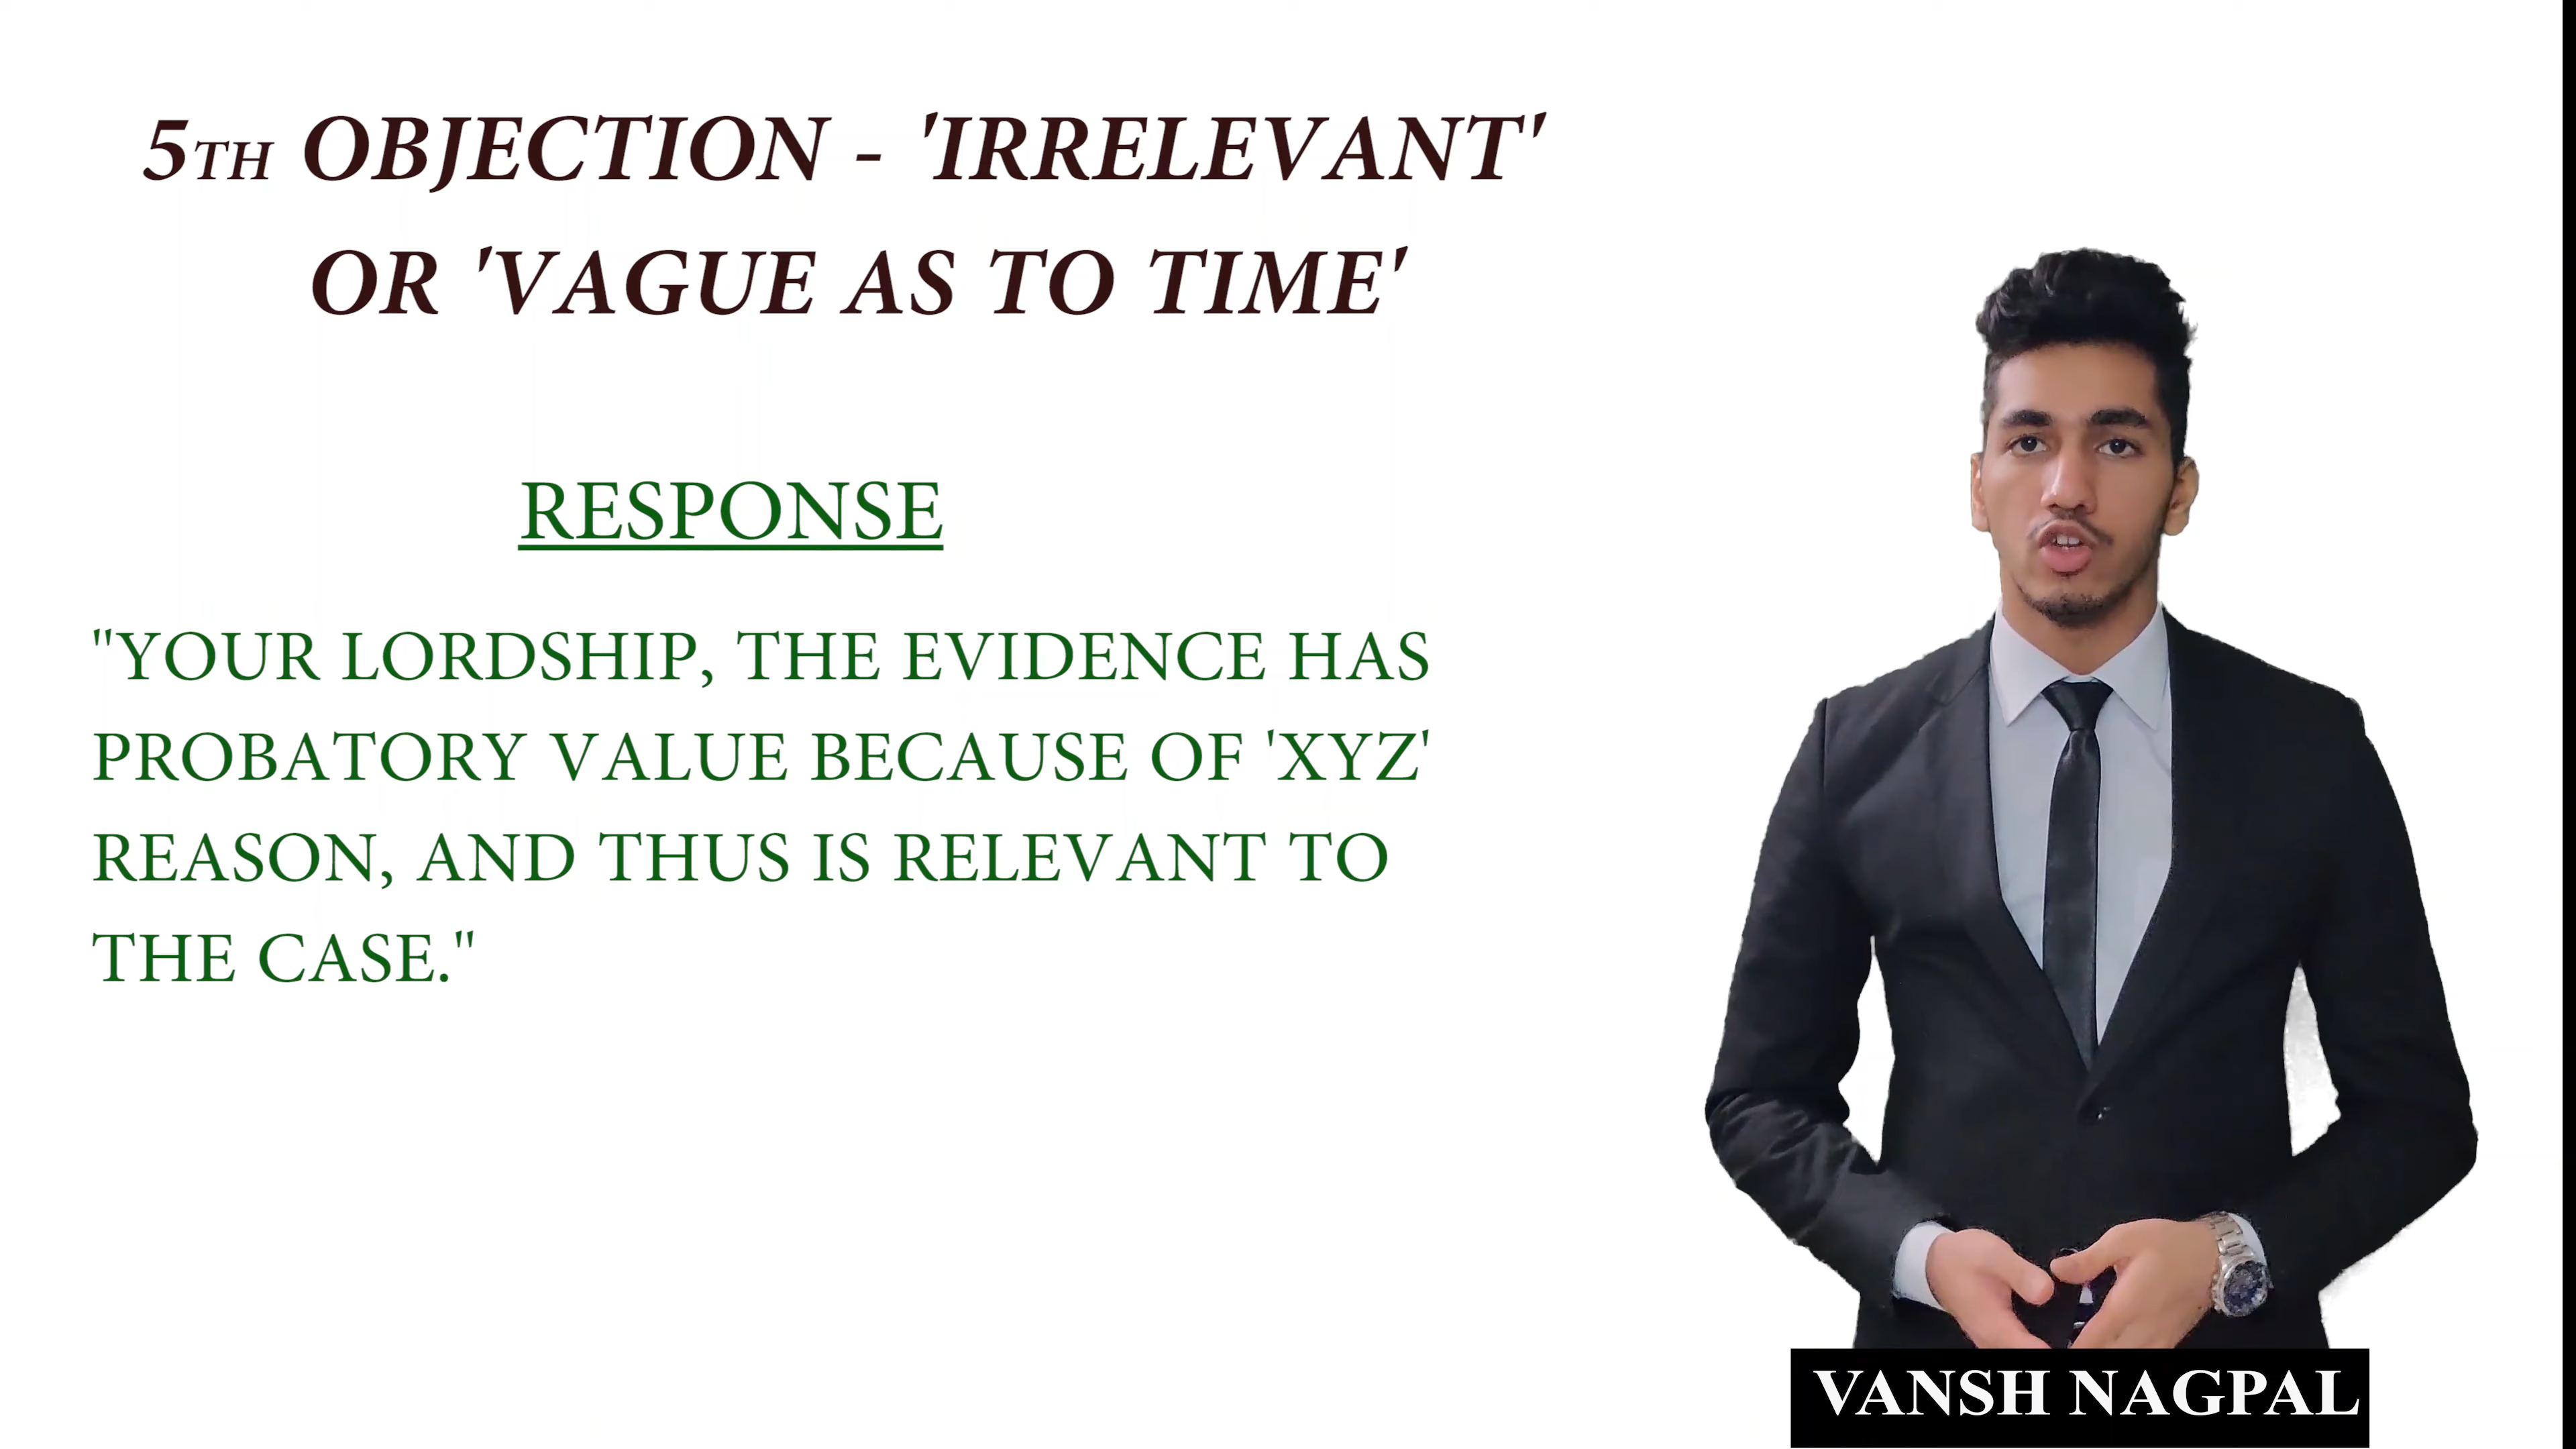 5TH OBJECTION - 'IRRELEVANT'
OR 'VAGUE AS TO TIME'
RESPONSE
"YOUR LORDSHIP, THE EVIDENCE HAS
PROBATORY VALUE BECAUSE OF 'XYZ'
REASON, AND THUS IS RELEVANT TO
THE CASE."
VANSH NAGPAL